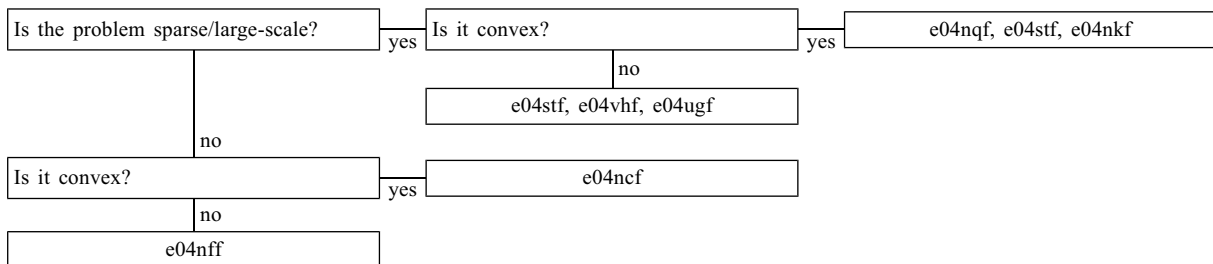 Is the problem sparse/large-scale?
yes
Is it convex?
yes
e04nqf, e04stf, e04nkf
no
e04stf, e04vhf, e04ugf
no
Is it convex?
yes
e04ncf
no
e04nff